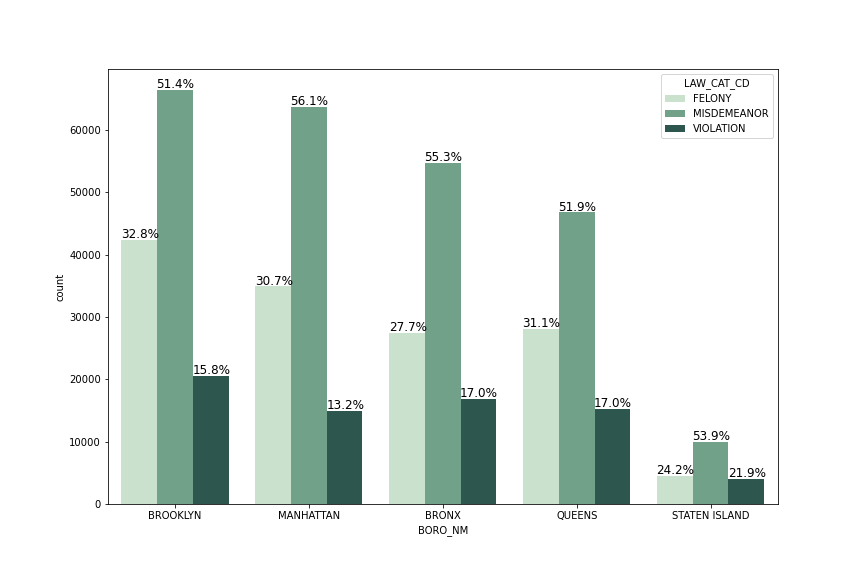 51.4%
LAW_CAT_CD
FELONY
MISDEMEANOR
VIOLATION
56.1%
55.3%
51.9%
32.8%
30.7%
27.7%
31.1%
15.8%
13.2%
17.0%
17.0%
53.9%
24.2%
21.9%
60000
50000
40000
30000
20000
10000
0
count
BROOKLYN
MANHATTAN
BRONX
QUEENS
STATEN ISLAND
BORO_NM